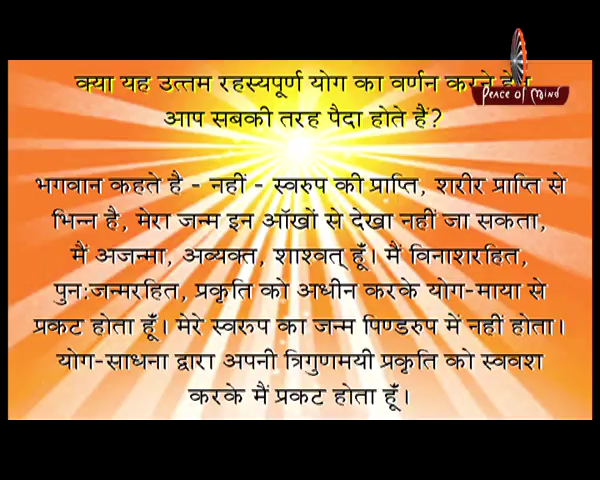 क्या यह उत्तम रहस्यपूर्ण योग का वर्णन करने
आप सबकी तरह पैदा होते हैं?
Peace of Mind
भगवान कहते है - नहीं - स्वरुप की प्राप्ति, शरीर प्राप्ति से
भिन्न है, मेरा जन्म इन ऑखों से देखा नहीं जा सकता,
मैं अजन्मा, अव्यक्त, शाश्वत् हूँ। मैं विनाशरहित,
पुन:जन्मरहित, प्रकृति को अधीन करके योग-माया से
प्रकट होता हूँ। मेरे स्वरुप का जन्म पिण्डरुप में नहीं होता।
योग-साधना द्वारा अपनी त्रिगुणमयी प्रकृति को स्ववश
करके मैं प्रकट होता हूँ।